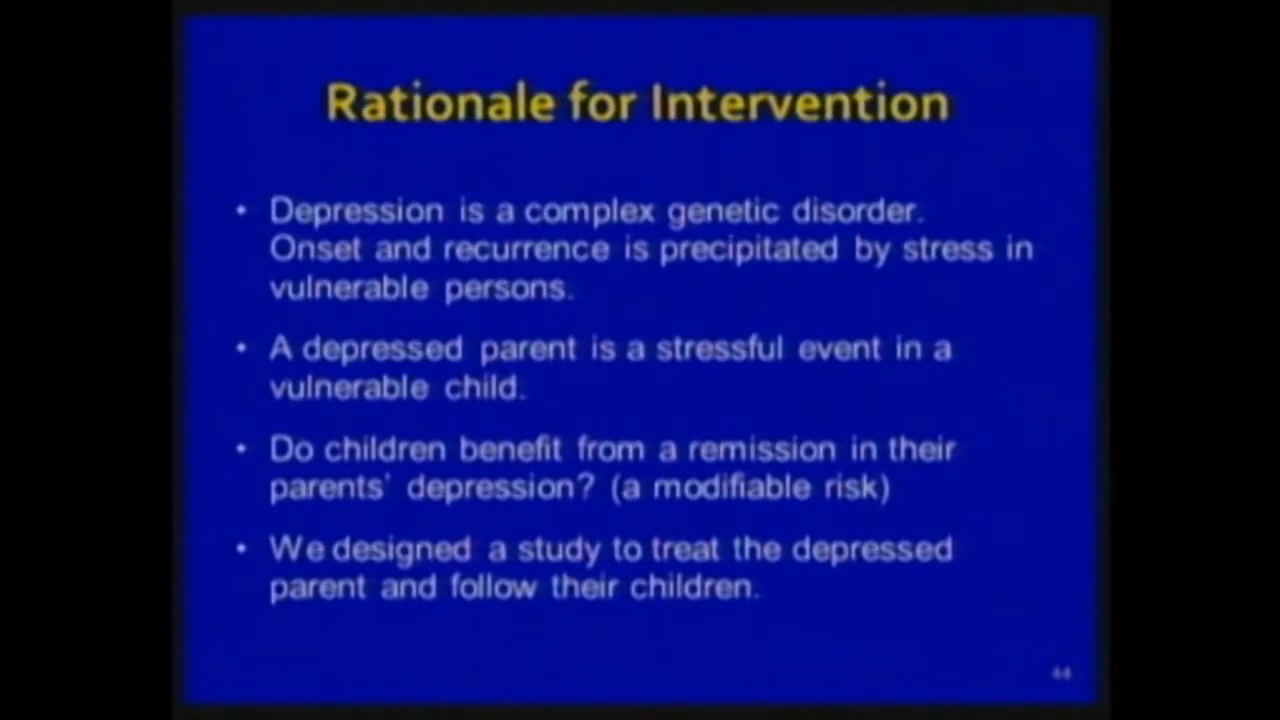 Rationale for Intervention
• Depression is a complex genetic disorder.
Onset and recurrence is precipitated by stress in
vulnerable persons.
• A depressed parent is a stressful event in a
vulnerable child.
• Do children benefit from a remission in their
parents' depression? (a modifiable risk)
• We designed a study to treat the depressed
parent and follow their children.
44